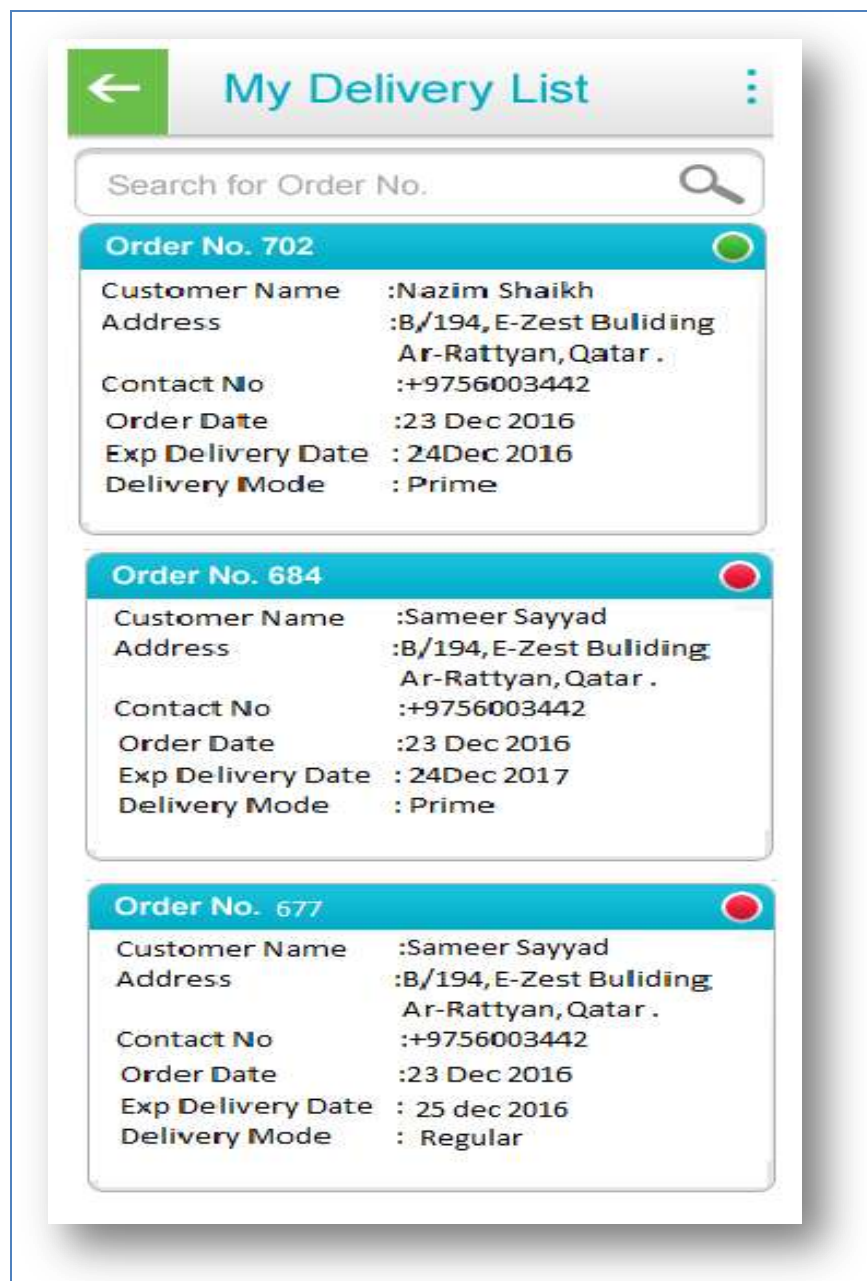 My Delivery List
Search for Order No.
Order No. 702
Customer Name :Nazim Shaikh
Address :B/194,E-Zest Buliding
Ar-Rattyan,Qatar .
Contact No :+9756003442
Order Date :23 Dec 2016
Exp Delivery Date : 24Dec 2016
Delivery Mode : Prime
Order No. 684
Customer Name :Sameer Sayyad
Address :B/194,E-Zest Buliding
Ar-Rattyan,Qatar .
Contact No :+9756003442
Order Date :23 Dec 2016
Exp Delivery Date : 24Dec 2017
Delivery Mode : Prime
Order No. 677
Customer Name :Sameer Sayyad
Address :B/194,E-Zest Buliding
Ar-Rattyan,Qatar .
Contact No :+9756003442
Order Date :23 Dec 2016
Exp Delivery Date : 25 dec 2016
Delivery Mode : Regular